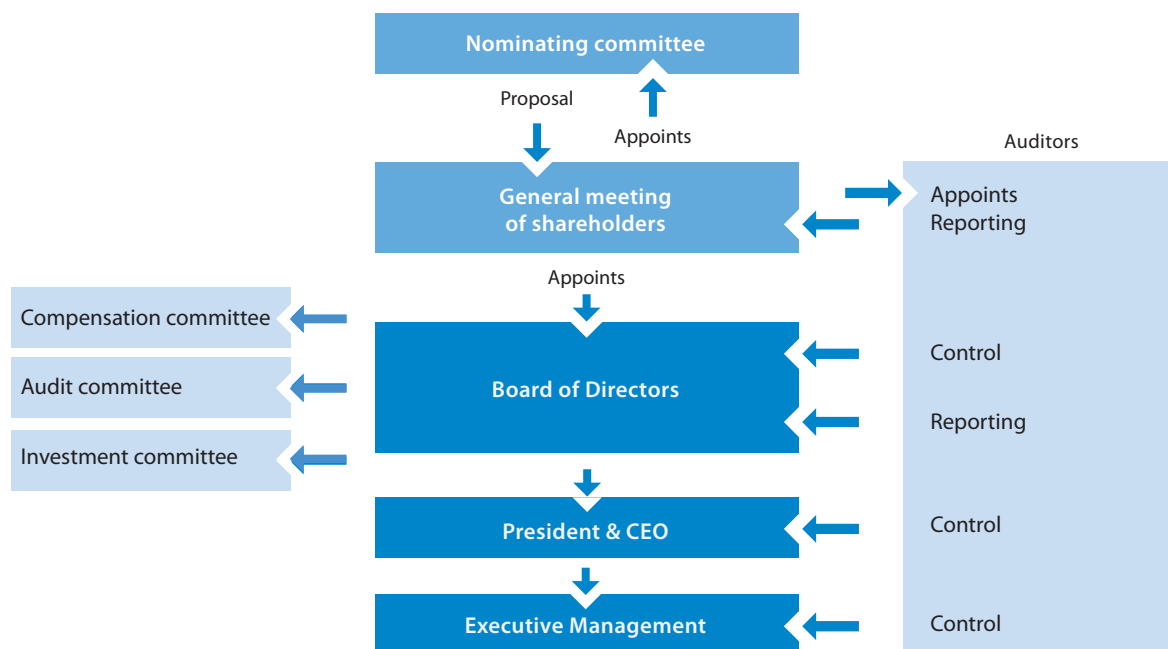 Nominating committee
Proposal
Appoints
Auditors
General meeting
of shareholders
Appoints
Reporting
Appoints
Compensation committee
Audit committee
Investment committee
Board of Directors
Control
Reporting
President & CEO
Control
Executive Management
Control